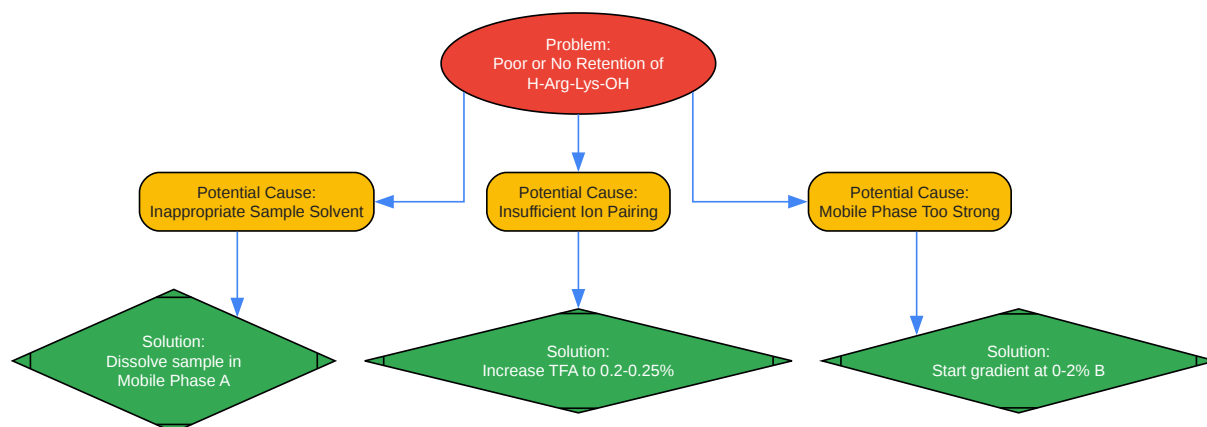 Problem:
Poor or No Retention of
H-Arg-Lys-OH
Potential Cause:
Inappropriate Sample Solvent
Potential Cause:
Insufficient Ion Pairing
Potential Cause:
Mobile Phase Too Strong
Solution:
Dissolve sample in
Mobile Phase A
Solution:
Increase TFA to 0.2-0.25%
Solution:
Start gradient at 0-2% B